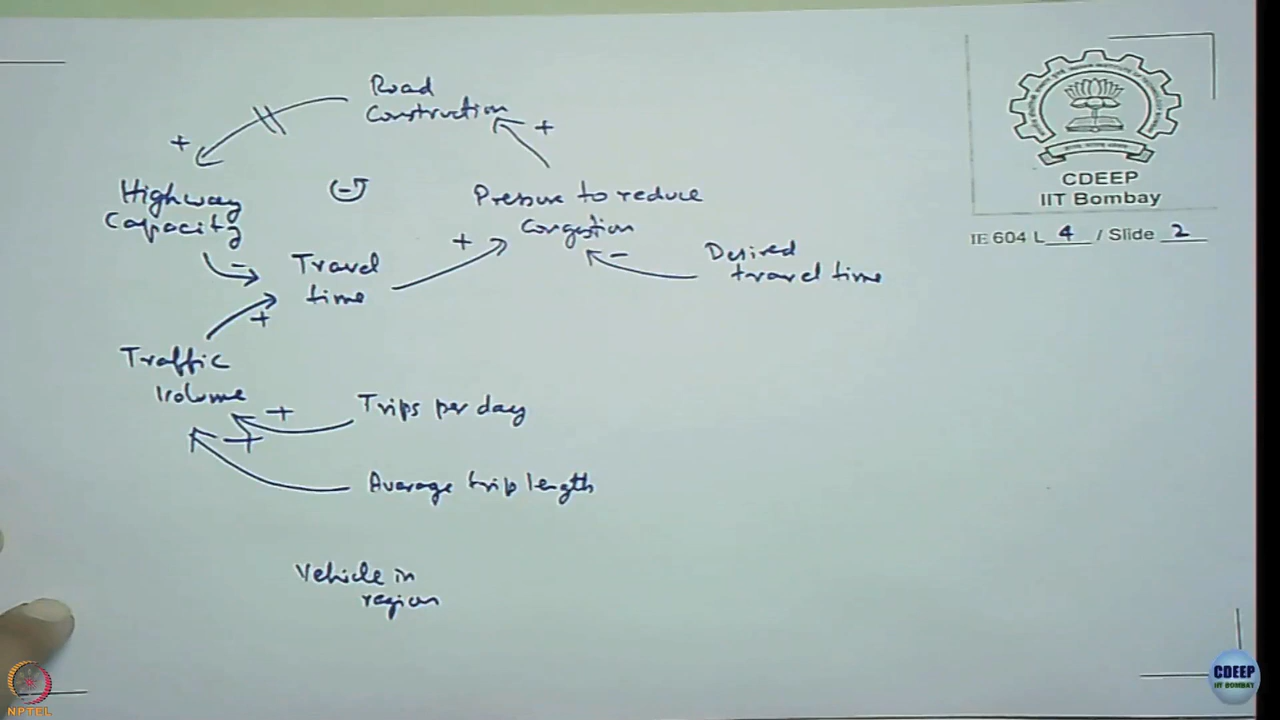 Road
Construction
+
+
Highway
Capacity
(-)
Pressure to reduce
Congestion
+
-
Desired
travel time
-
Travel
time
+
Traffic
Volume
+
Trips per day
+
Average trip length
Vehicle in
region
CDEEP
IIT Bombay
IE 604 L 4 / Slide 2
NPTEL
CDEEP
IIT BOMBAY